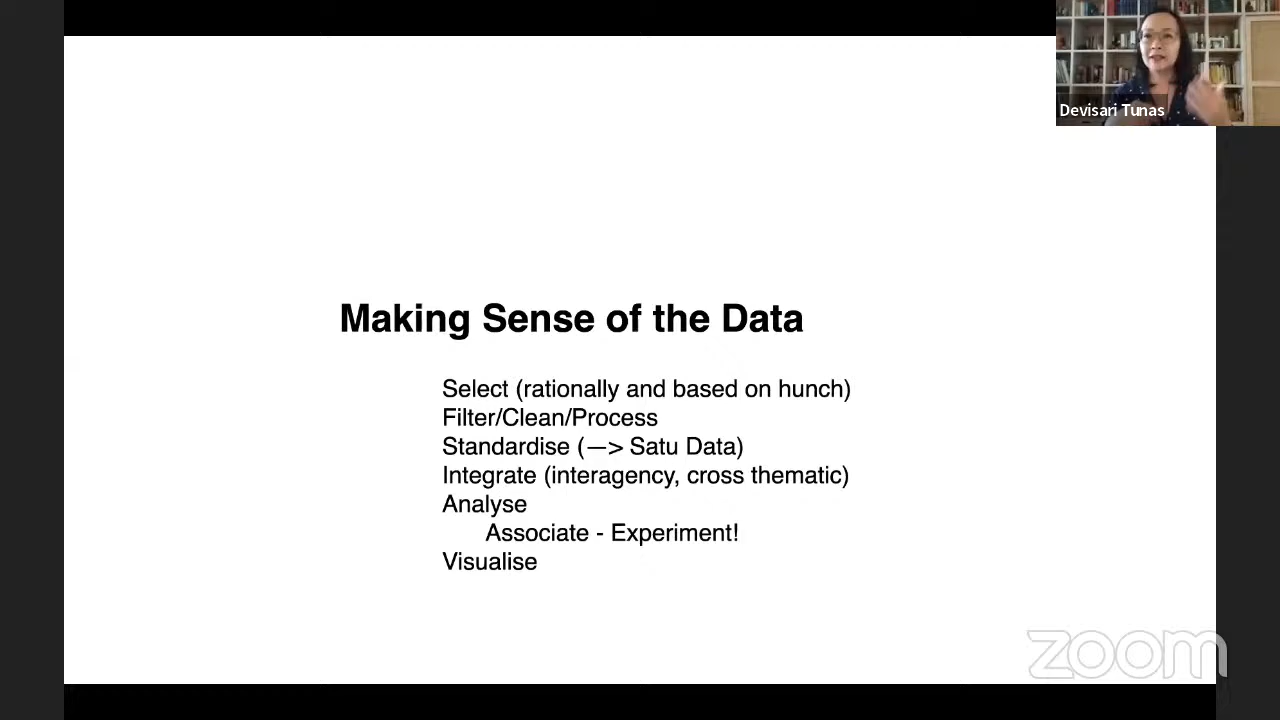 Devisari Tunas
Making Sense of the Data
Select (rationally and based on hunch)
Filter/Clean/Process
Standardise (—> Satu Data)
Integrate (interagency, cross thematic)
Analyse
Associate - Experiment!
Visualise
zoom